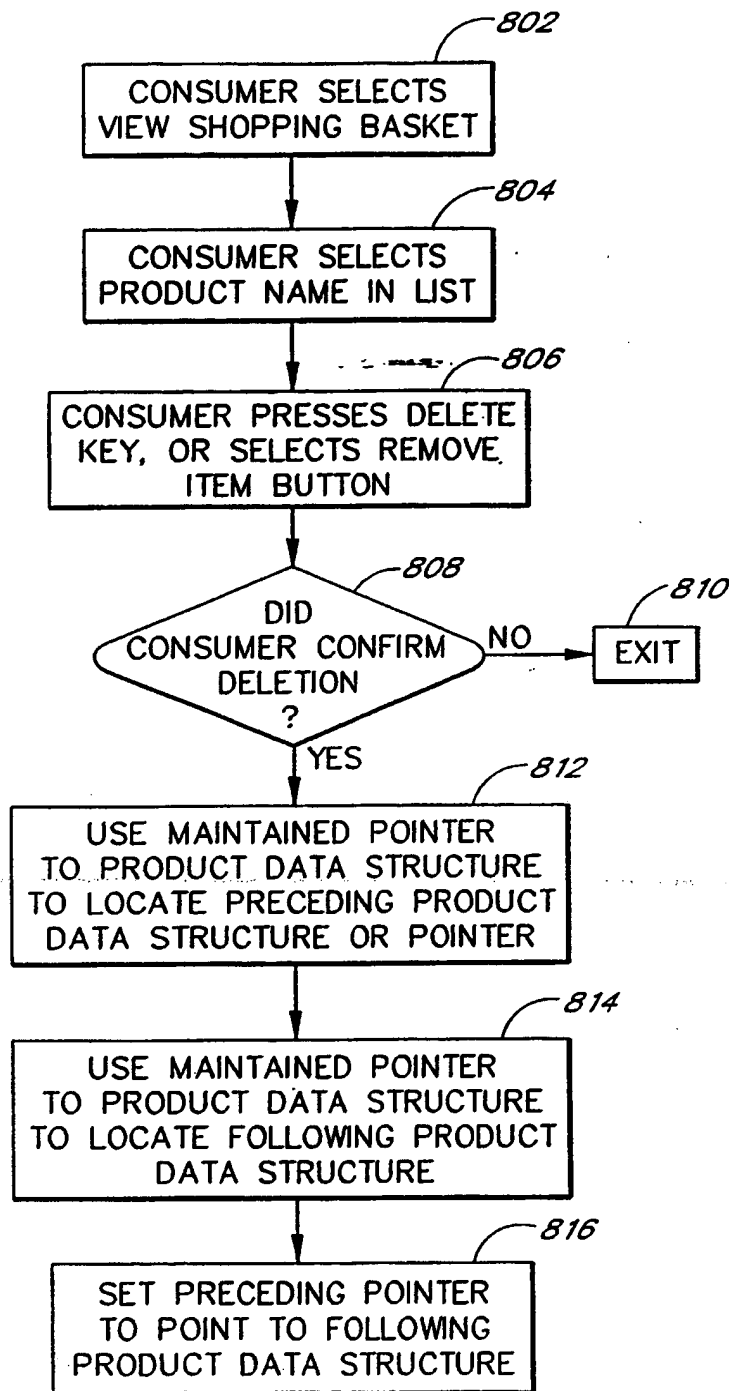 802
CONSUMER SELECTS
VIEW SHOPPING BASKET
804
CONSUMER SELECTS
PRODUCT NAME IN LIST
806
CONSUMER PRESSES DELETE
KEY, OR SELECTS REMOVE
ITEM BUTTON
808
DID
CONSUMER CONFIRM
DELETION
?
NO
810
EXIT
YES
812
USE MAINTAINED POINTER
TO PRODUCT DATA STRUCTURE
TO LOCATE PRECEDING PRODUCT
DATA STRUCTURE OR POINTER
814
USE MAINTAINED POINTER
TO PRODUCT DATA STRUCTURE
TO LOCATE FOLLOWING PRODUCT
DATA STRUCTURE
816
SET PRECEDING POINTER
TO POINT TO FOLLOWING
PRODUCT DATA STRUCTURE